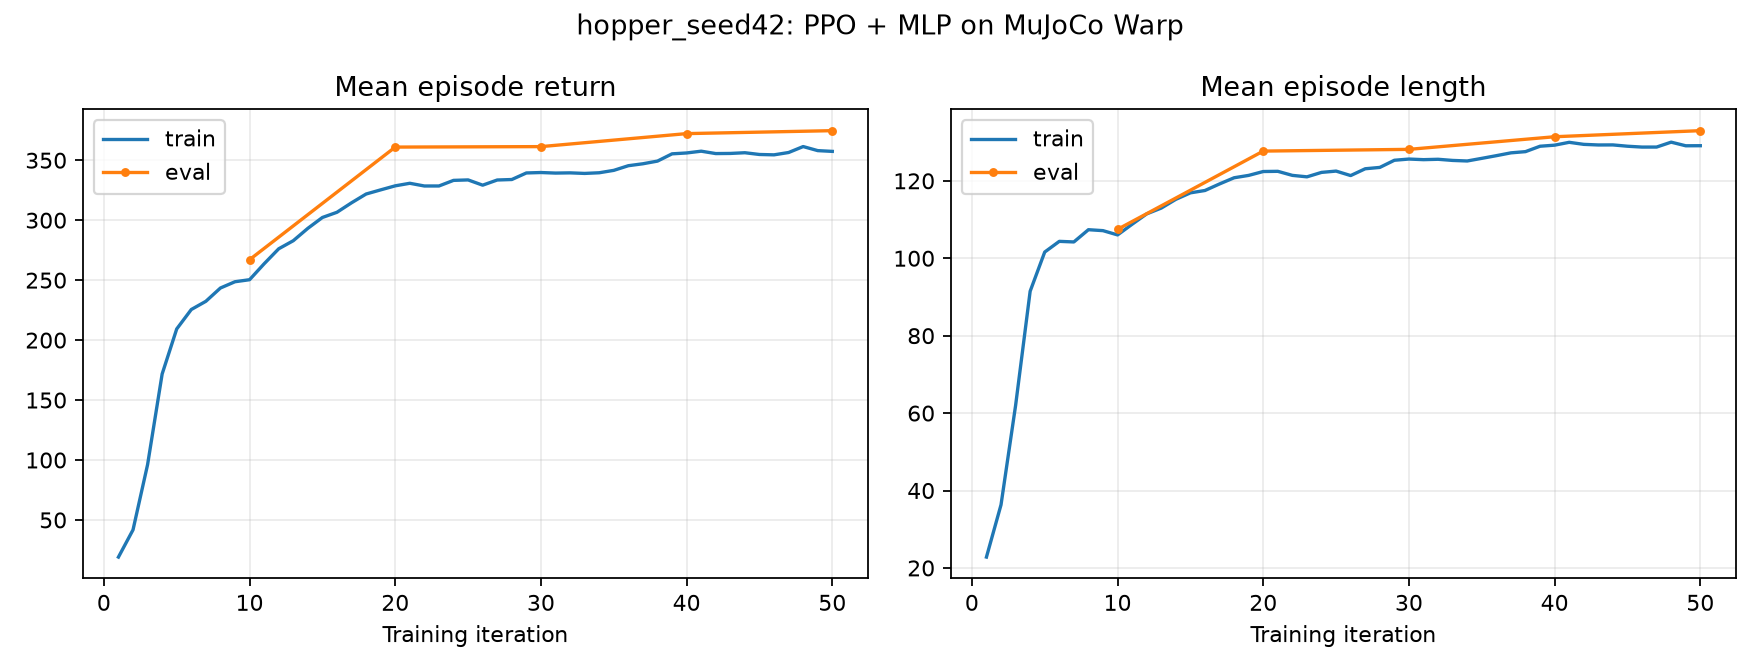 hopper_seed42: PPO + MLP on MuJoCo Warp
Mean episode return
train
eval
350
300
250
200
150
100
50
0 10 20 30 40 50
Training iteration
Mean episode length
train
eval
120
100
80
60
40
20
0 10 20 30 40 50
Training iteration